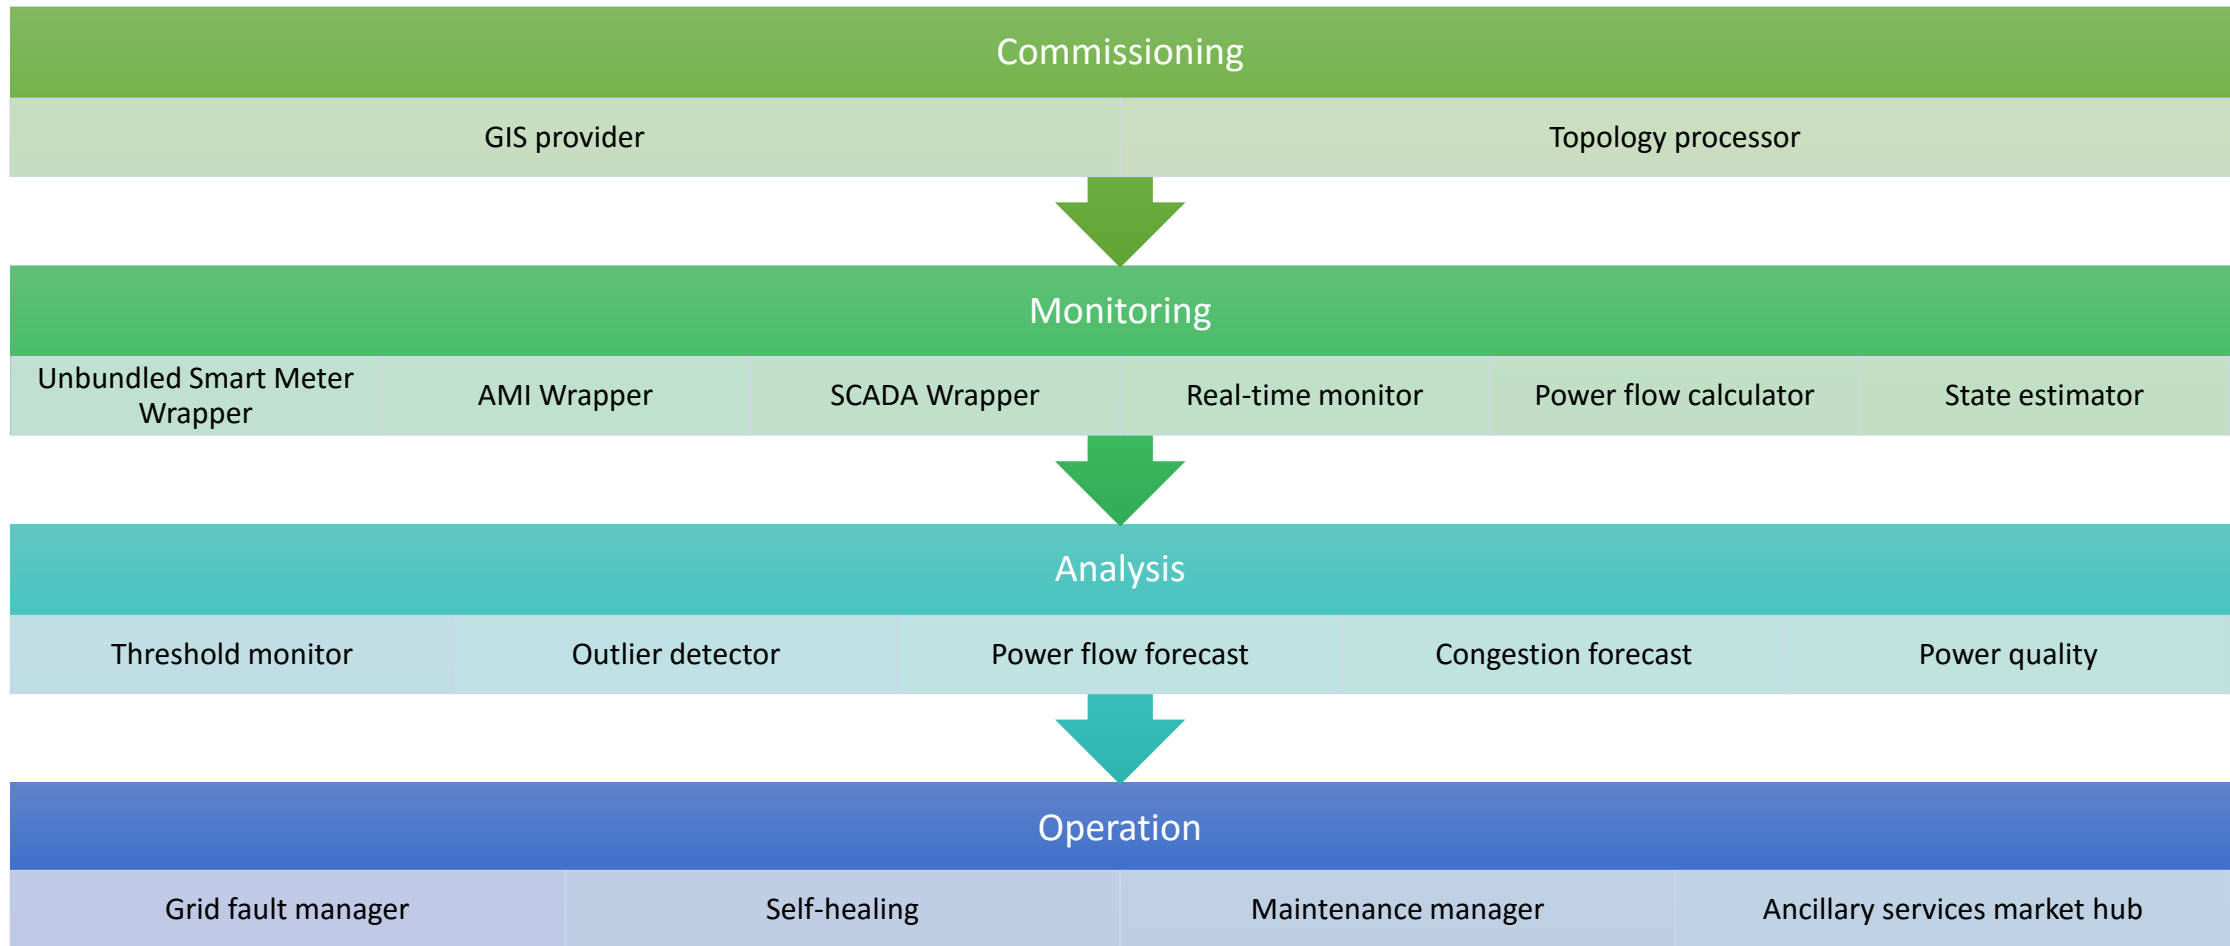 Commissioning
GIS provider
Topology processor
Monitoring
Unbundled Smart Meter
Wrapper
AMI Wrapper
SCADA Wrapper
Real-time monitor
Power flow calculator
State estimator
Analysis
Threshold monitor
Outlier detector
Power flow forecast
Congestion forecast
Power quality
Operation
Grid fault manager
Self-healing
Maintenance manager
Ancillary services market hub